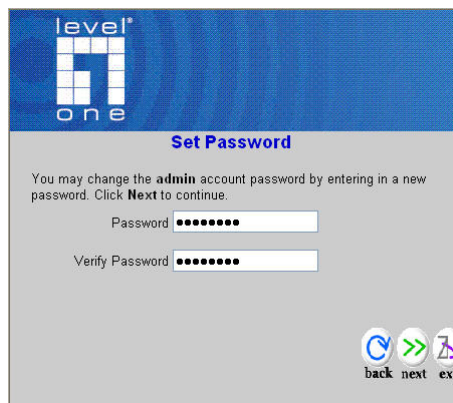 level
one
Set Password
You may change the admin account password by entering in a new
password. Click Next to continue.
Password ••••••••
Verify Password ••••••••
back next ex